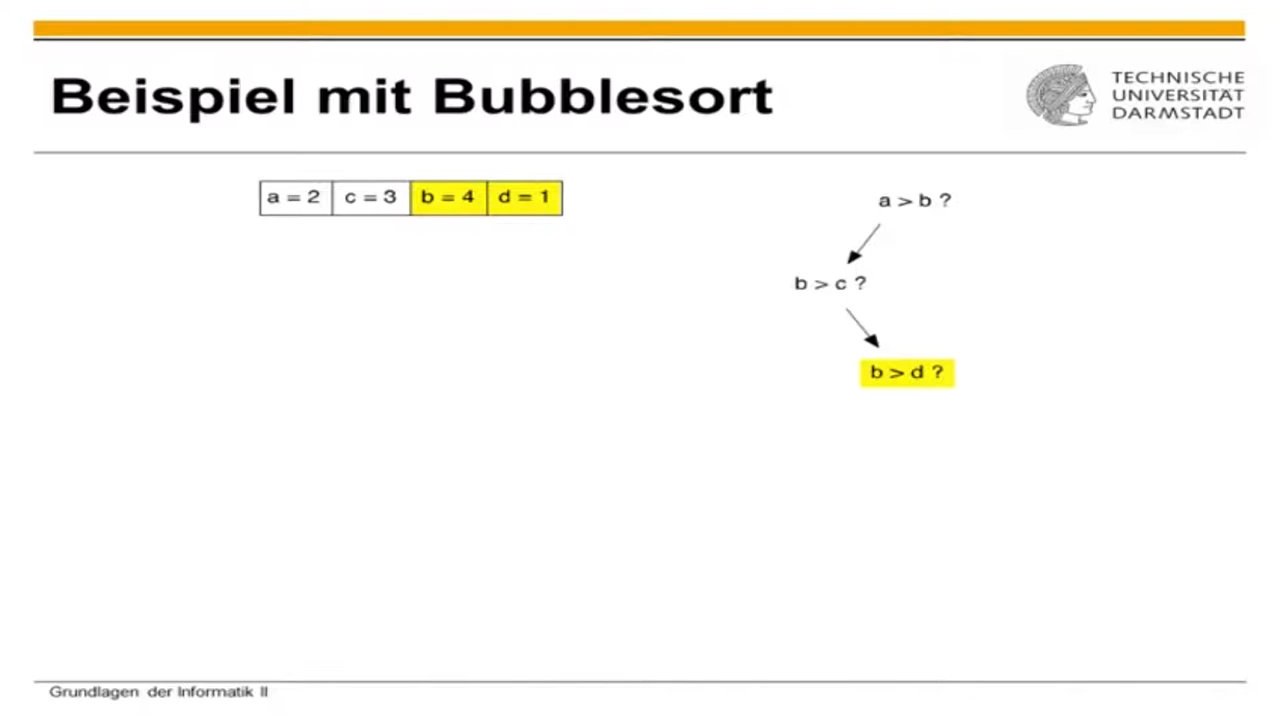 Beispiel mit Bubblesort
TECHNISCHE
UNIVERSITÄT
DARMSTADT
a = 2 c = 3 b = 4 d = 1
a > b ?
b > c ?
b > d ?
Grundlagen der Informatik II